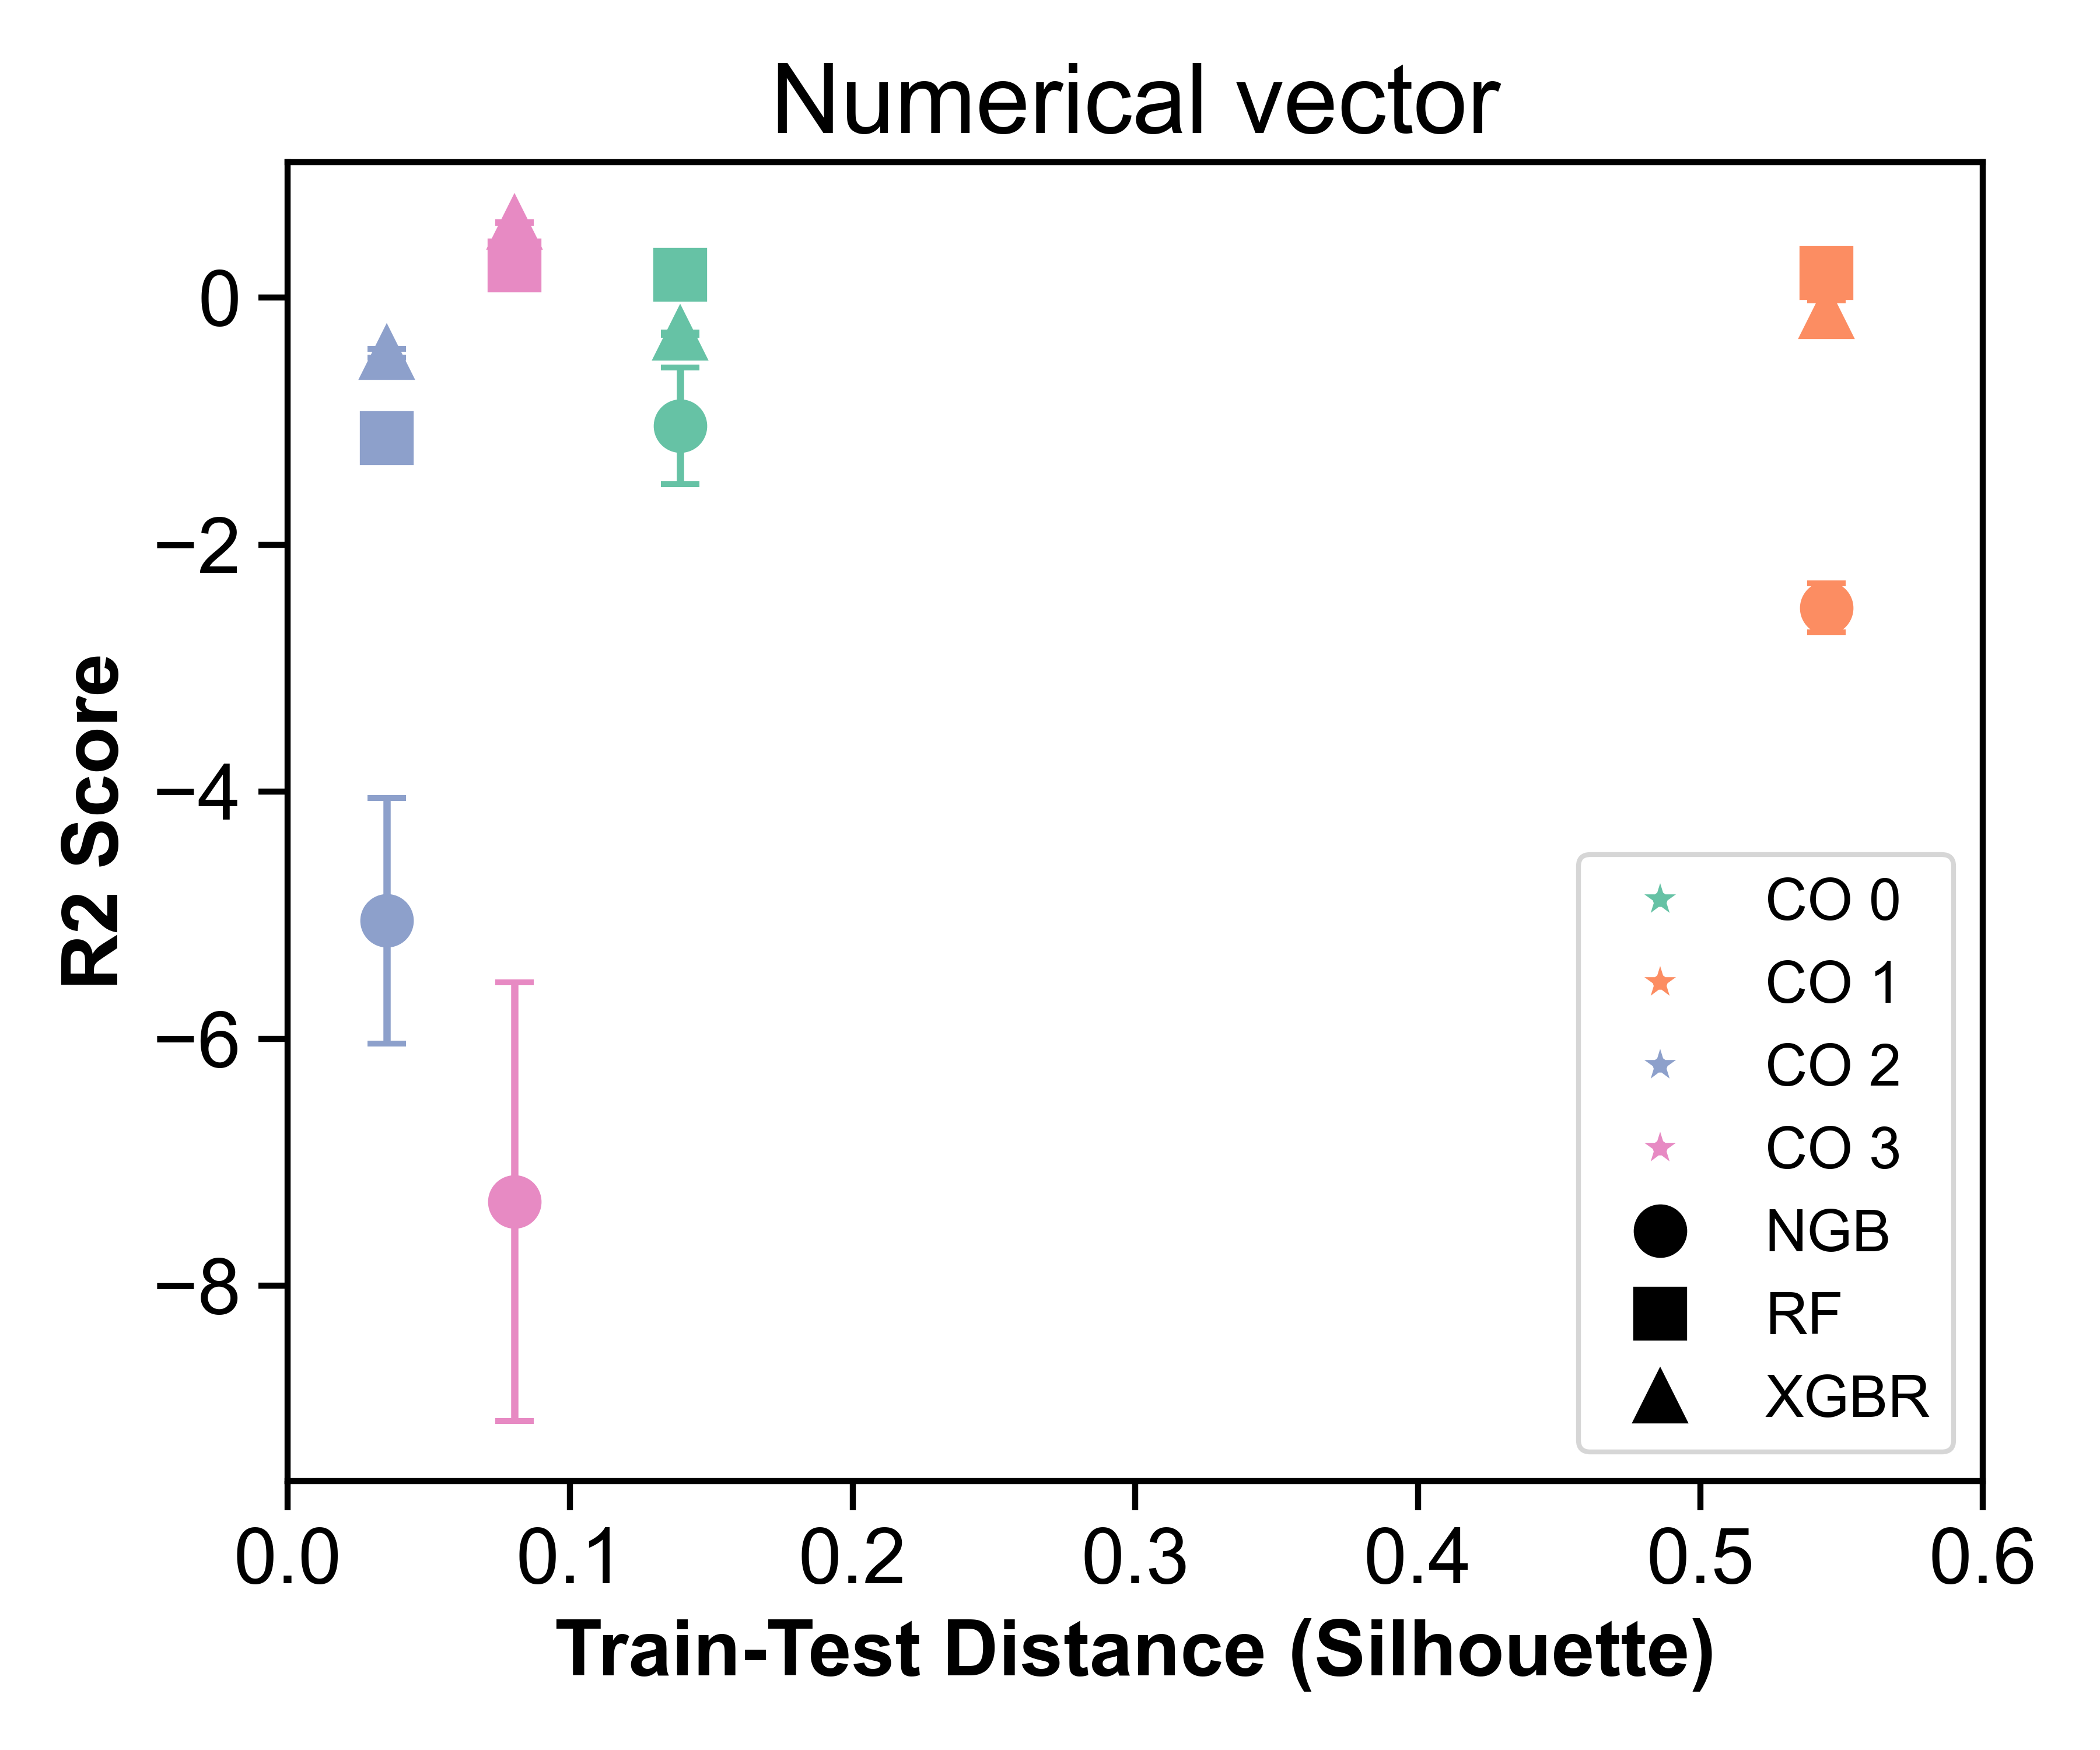 Numerical vector
R2 Score
0
−2
−4
−6
−8
CO 0
CO 1
CO 2
CO 3
NGB
RF
XGBR
0.0 0.1 0.2 0.3 0.4 0.5 0.6
Train-Test Distance (Silhouette)